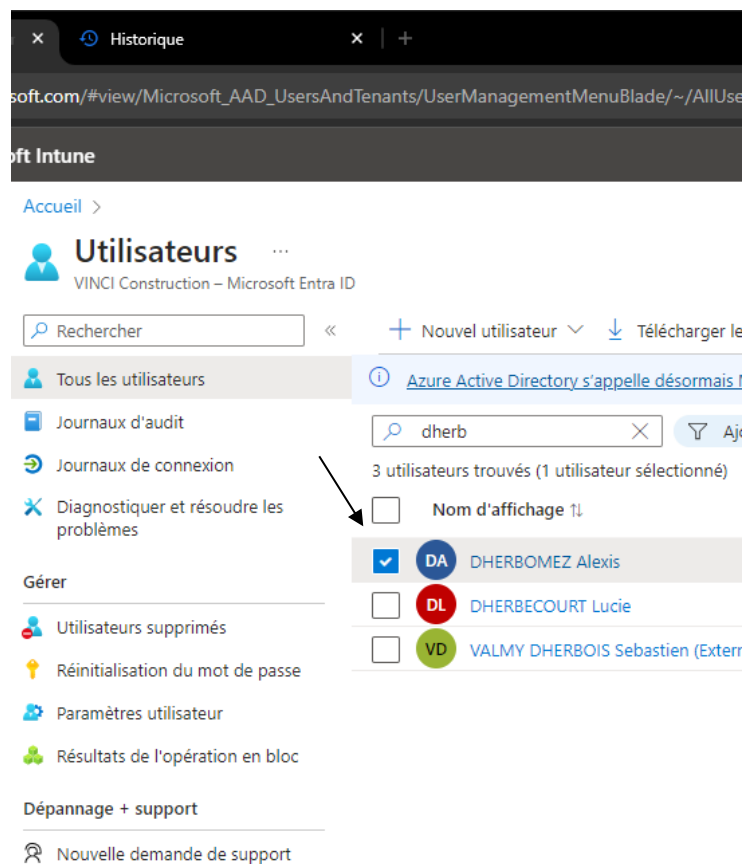 Historique
soft.com/#view/Microsoft_AAD_UsersAndTenants/UserManagementMenuBlade/~/AllUse
oft Intune
Accueil >
Utilisateurs ...
VINCI Construction – Microsoft Entra ID
Rechercher
«
Nouvel utilisateur
Télécharger le
Tous les utilisateurs
Journaux d'audit
Journaux de connexion
Diagnostiquer et résoudre les
problèmes
Gérer
Utilisateurs supprimés
Réinitialisation du mot de passe
Paramètres utilisateur
Résultats de l'opération en bloc
Dépannage + support
Nouvelle demande de support
Azure Active Directory s'appelle désormais
dherb
Ajo
3 utilisateurs trouvés (1 utilisateur sélectionné)
Nom d'affichage ↑↓
DA DHERBOMEZ Alexis
DL DHERBECOURT Lucie
VD VALMY DHERBOIS Sebastien (Extern